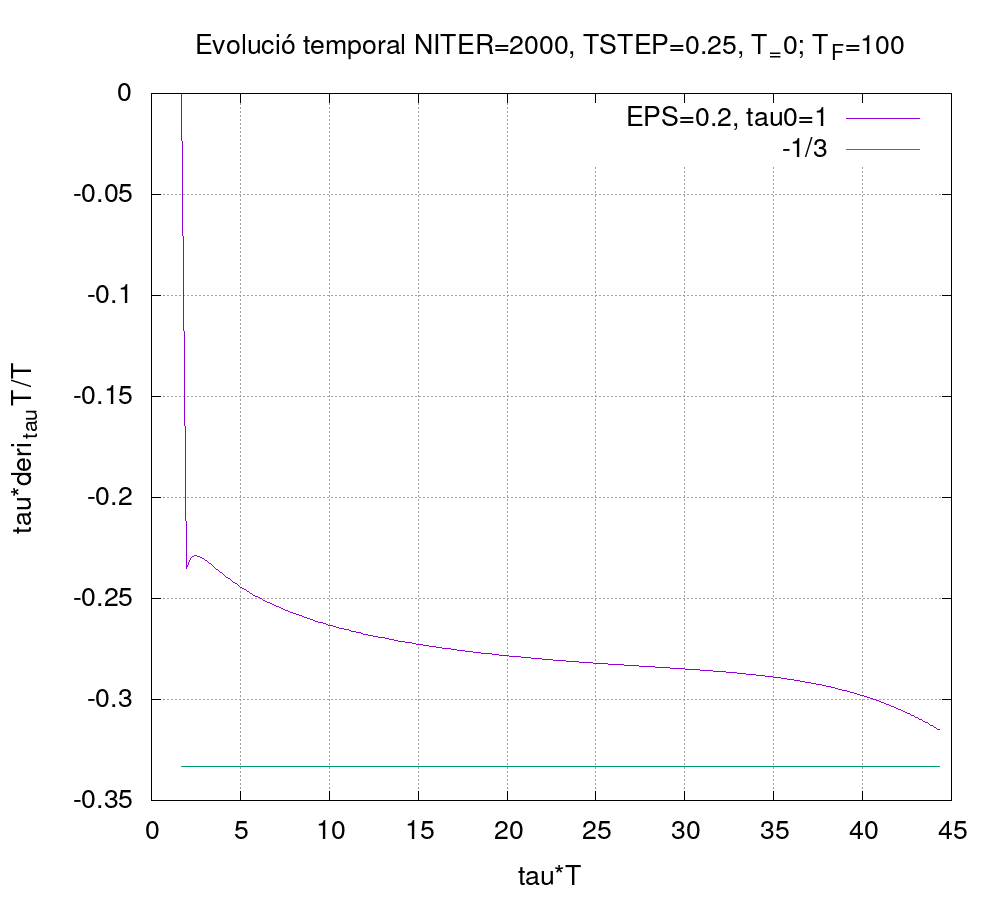 Evolució temporal NITER=2000, TSTEP=0.25, T_=0; T_F=100
EPS=0.2, tau0=1
-1/3
0
-0.05
-0.1
-0.15
-0.2
-0.25
-0.3
-0.35
tau*deri_tau T/T
0 5 10 15 20 25 30 35 40 45
tau*T